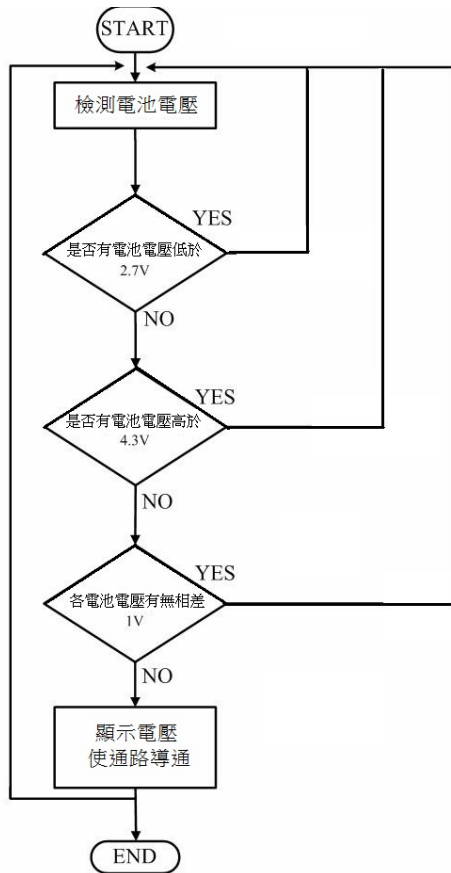 START
檢測電池電壓
YES
是否有電池電壓低於
2.7V
NO
YES
是否有電池電壓高於
4.3V
NO
YES
各電池電壓有無相差
1V
NO
顯示電壓
使通路導通
END